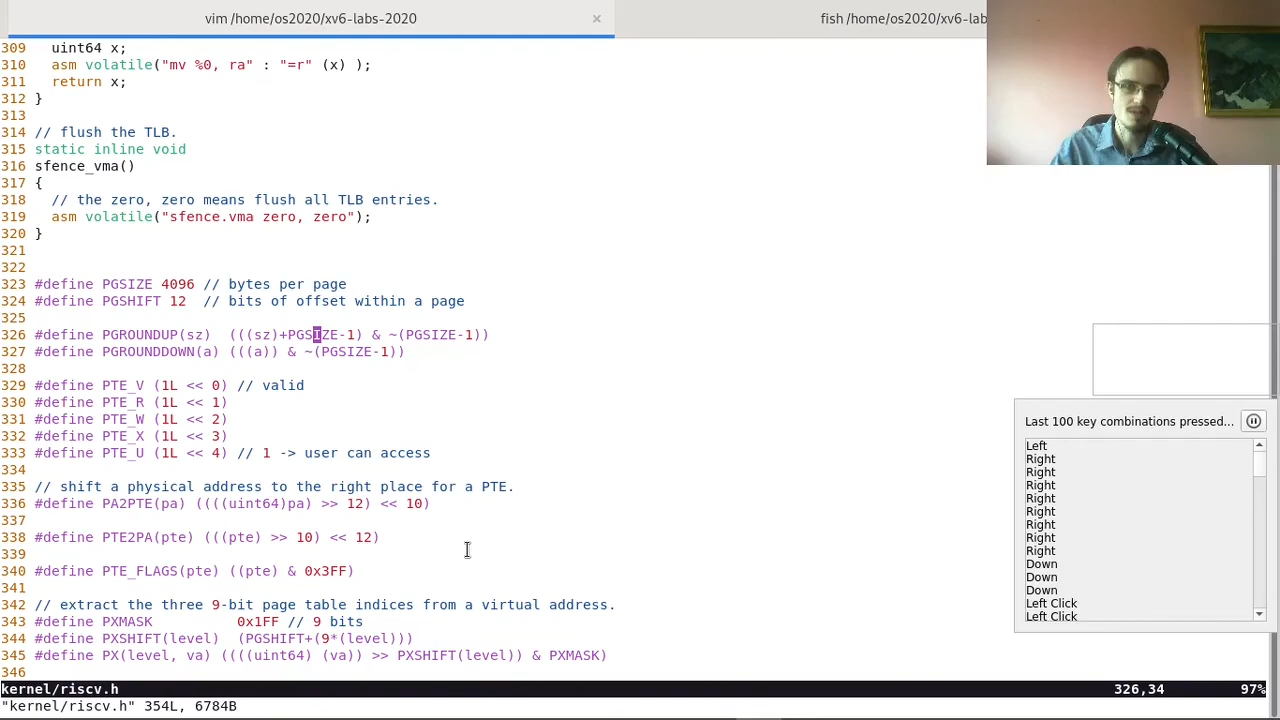 vim /home/os2020/xv6-labs-2020 ×
fish /home/os2020/xv6-lab
309 uint64 x;
310 asm volatile("mv %0, ra" : "=r" (x) );
311 return x;
312 }
313
314 // flush the TLB.
315 static inline void
316 sfence_vma()
317 {
318 // the zero, zero means flush all TLB entries.
319 asm volatile("sfence.vma zero, zero");
320 }
321
322
323 #define PGSIZE 4096 // bytes per page
324 #define PGSHIFT 12  // bits of offset within a page
325
326 #define PGROUNDUP(sz)  (((sz)+PGSIZE-1) & ~(PGSIZE-1))
327 #define PGROUNDDOWN(a) (((a)) & ~(PGSIZE-1))
328
329 #define PTE_V (1L << 0) // valid
330 #define PTE_R (1L << 1)
331 #define PTE_W (1L << 2)
332 #define PTE_X (1L << 3)
333 #define PTE_U (1L << 4) // 1 -> user can access
334
335 // shift a physical address to the right place for a PTE.
336 #define PA2PTE(pa) ((((uint64)pa) >> 12) << 10)
337
338 #define PTE2PA(pte) (((pte) >> 10) << 12)
339
340 #define PTE_FLAGS(pte) ((pte) & 0x3FF)
341
342 // extract the three 9-bit page table indices from a virtual address.
343 #define PXMASK          0x1FF // 9 bits
344 #define PXSHIFT(level)  (PGSHIFT+(9*(level)))
345 #define PX(level, va) ((((uint64) (va)) >> PXSHIFT(level)) & PXMASK)
346
kernel/riscv.h 326,34 97%
"kernel/riscv.h" 354L, 6784B
Last 100 key combinations pressed...
Left
Right
Right
Right
Right
Right
Right
Right
Right
Down
Down
Down
Left Click
Left Click